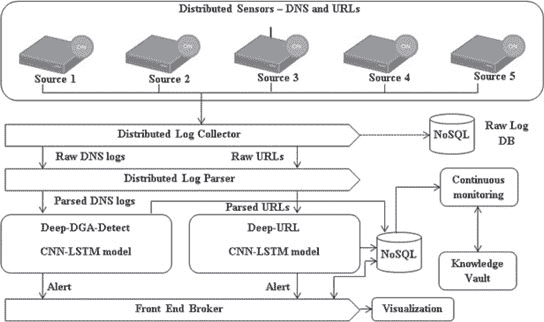 Distributed Sensors – DNS and URLs
ON
ON
ON
ON
ON
Source 1
Source 2
Source 3
Source 4
Source 5
Distributed Log Collector
NoSQL
Raw Log
DB
Raw DNS logs
Raw URLs
Distributed Log Parser
Continuous
monitoring
Parsed DNS logs
Parsed URLs
Deep-DGA-Detect
CNN-LSTM model
Deep-URL
CNN-LSTM model
NoSQL
Knowledge
Vault
Alert
Alert
Front End Broker
Visualization